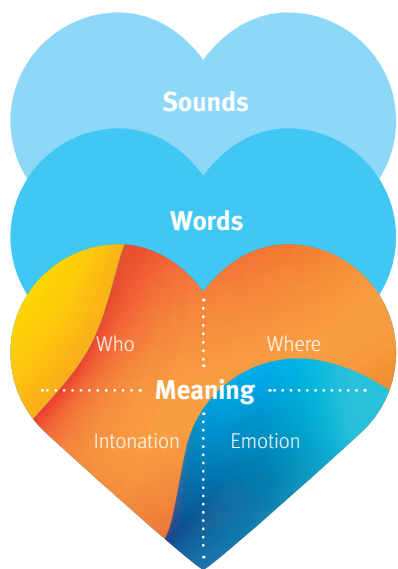 Sounds
Words
Who
Where
Meaning
Intonation
Emotion